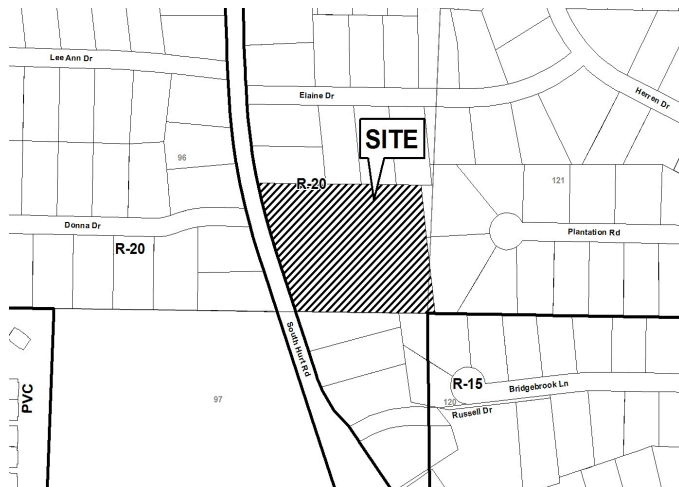 Lee Ann Dr
Elaine Dr
Herren Dr
SITE
96
R-20
121
Donna Dr
R-20
Plantation Rd
South Hurt Rd
R-15
Bridgebrook Ln
PVC
97
120
Russell Dr